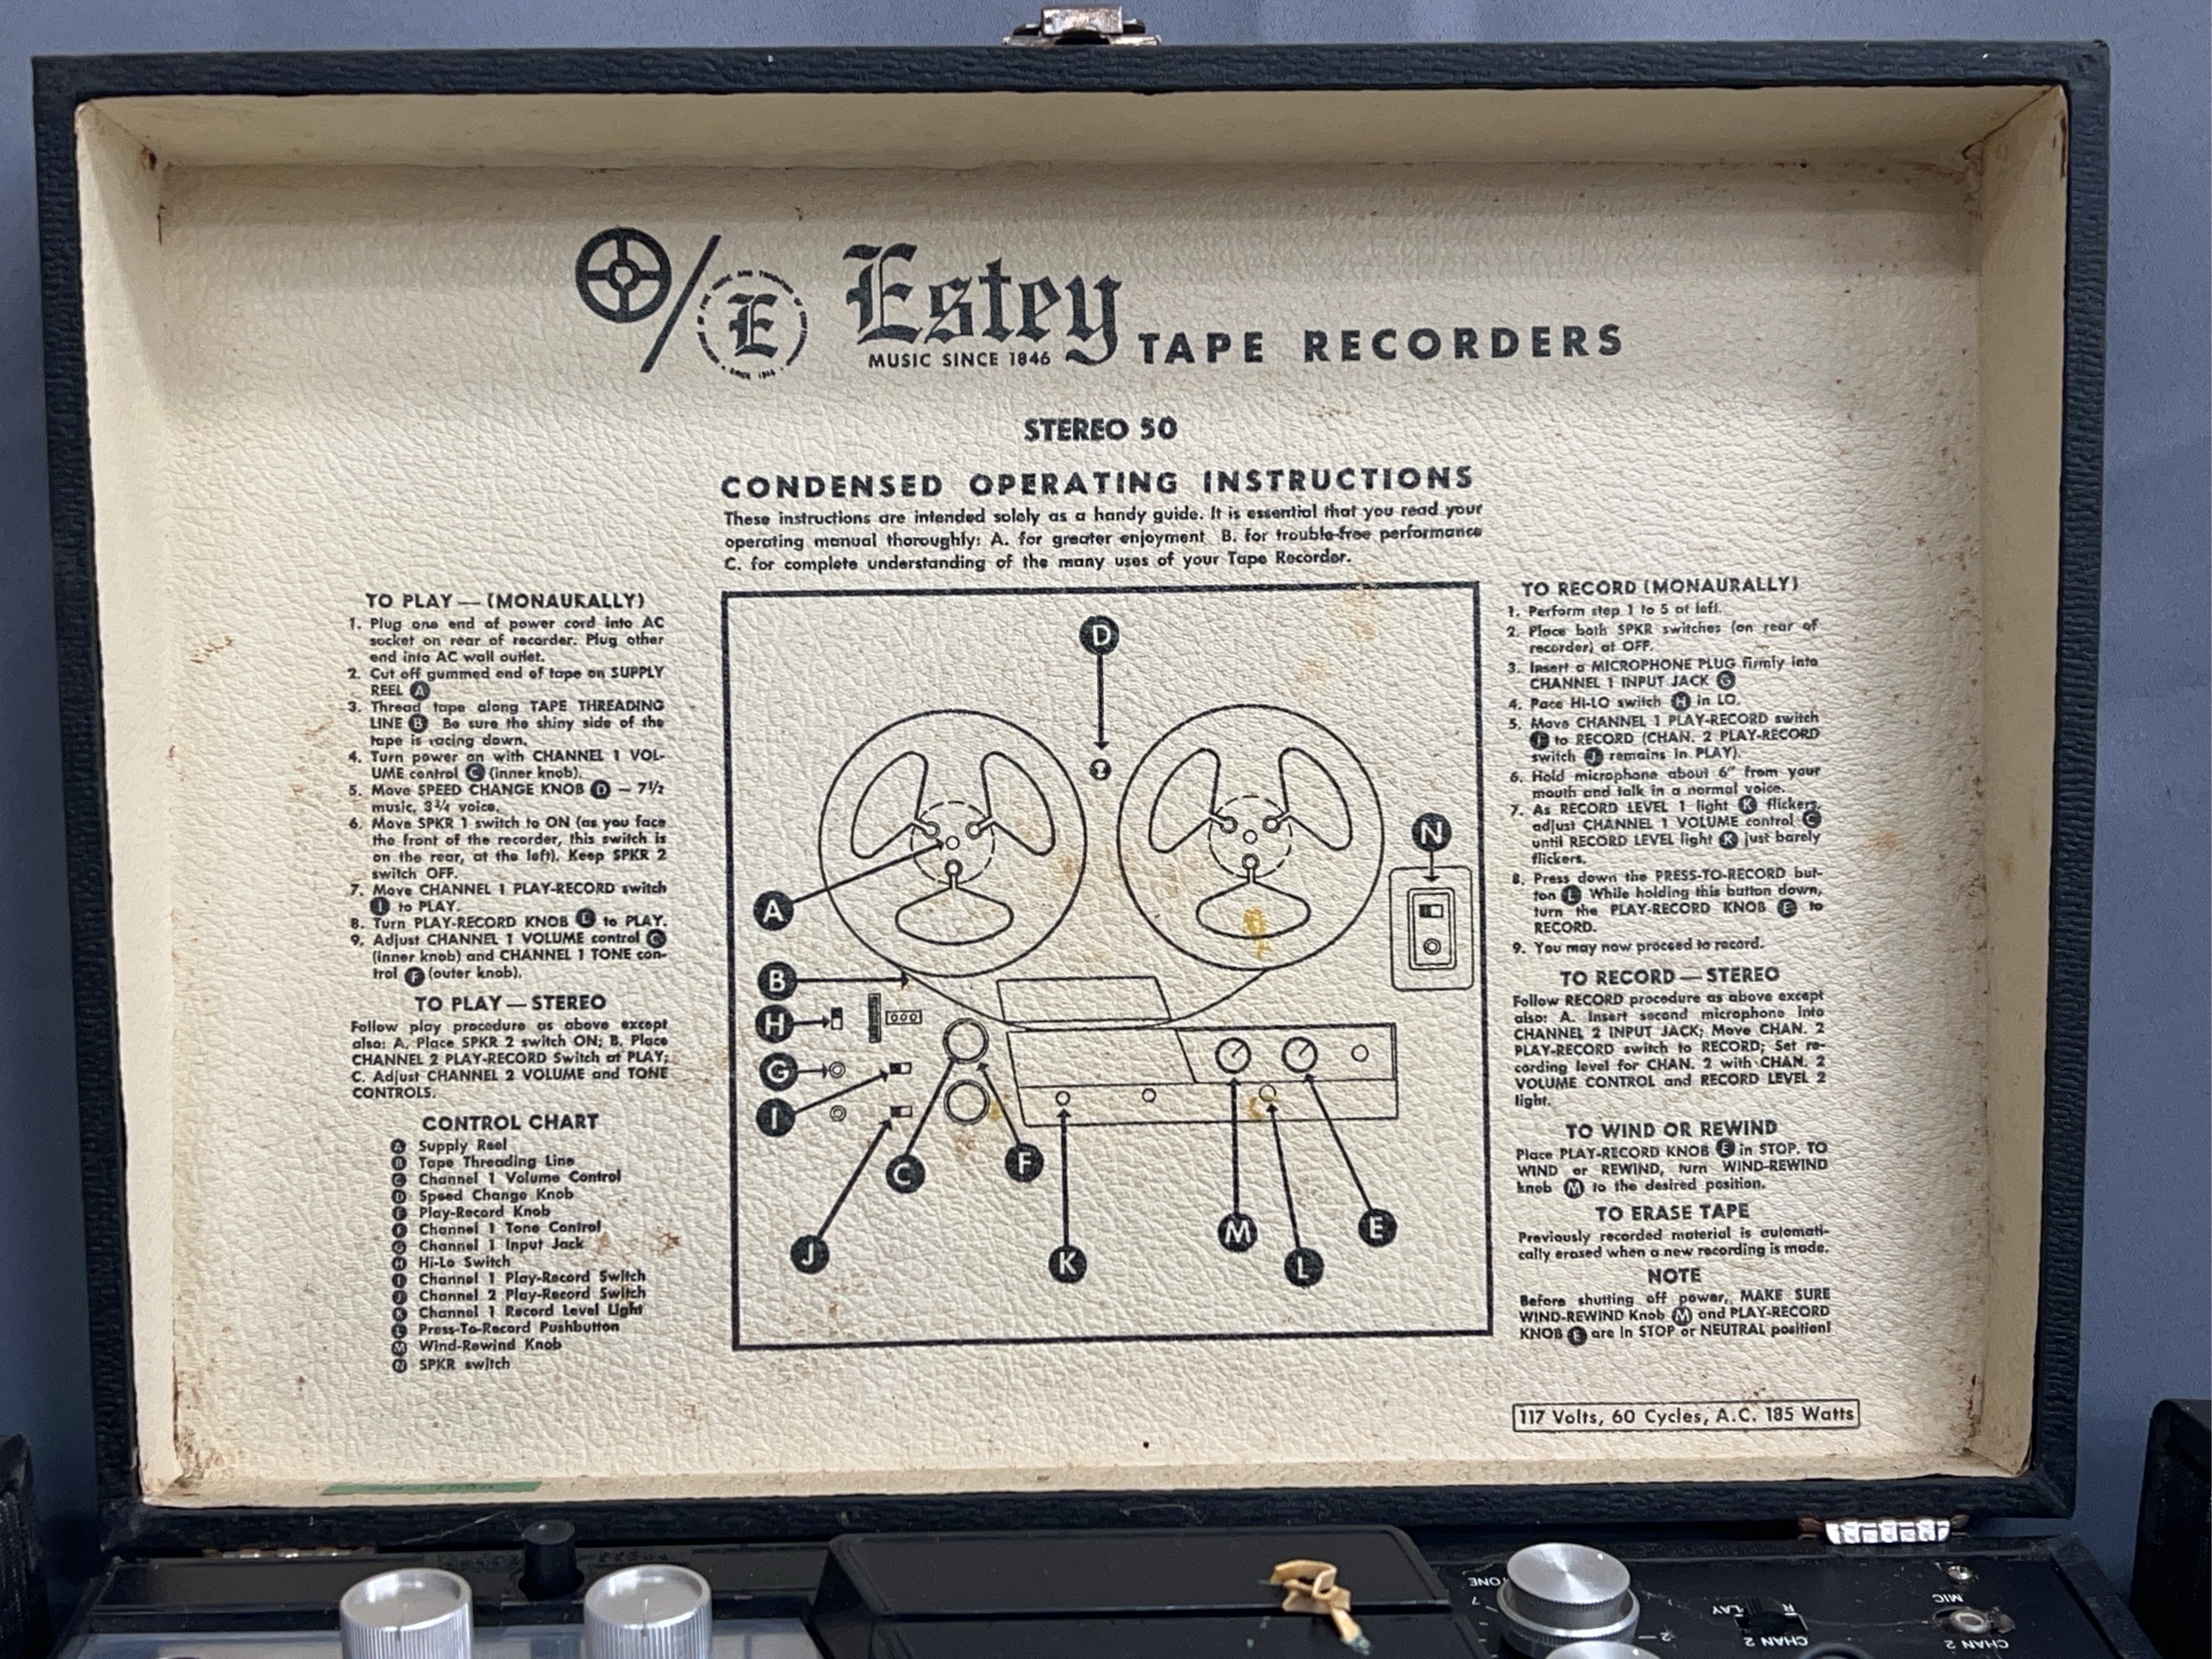 E
Estey TAPE RECORDERS
MUSIC SINCE 1846
STEREO 50
CONDENSED OPERATING INSTRUCTIONS
These instructions are intended solely as a handy guide. It is essential that you read your
operating manual thoroughly: A. for greater enjoyment B. for trouble-free performance
C. for complete understanding of the many uses of your Tape Recorder.
TO PLAY — (MONAURALLY)
1. Plug one end of power cord into AC
socket on rear of recorder. Plug other
end into AC wall outlet.
2. Cut off gummed end of tape on SUPPLY
REEL A
3. Thread tape along TAPE THREADING
LINE B Be sure the shiny side of the
tape is facing down.
4. Turn power on with CHANNEL 1 VOL-
UME control C (inner knob).
5. Move SPEED CHANGE KNOB D — 7½
music, 3¾ voice.
6. Move SPKR 1 switch to ON (as you face
the front of the recorder, this switch is
on the rear, at the left). Keep SPKR 2
switch OFF.
7. Move CHANNEL 1 PLAY-RECORD switch
I to PLAY.
8. Turn PLAY-RECORD KNOB E to PLAY.
9. Adjust CHANNEL 1 VOLUME control C
(inner knob) and CHANNEL 1 TONE con-
trol F (outer knob).
TO PLAY — STEREO
Follow play procedure as above except
also: A. Place SPKR 2 switch ON; B. Place
CHANNEL 2 PLAY-RECORD Switch at PLAY;
C. Adjust CHANNEL 2 VOLUME and TONE
CONTROLS.
CONTROL CHART
A Supply Reel
B Tape Threading Line
C Channel 1 Volume Control
D Speed Change Knob
E Play-Record Knob
F Channel 1 Tone Control
G Channel 1 Input Jack
H Hi-Lo Switch
I Channel 1 Play-Record Switch
J Channel 2 Play-Record Switch
K Channel 1 Record Level Light
L Press-To-Record Pushbutton
M Wind-Rewind Knob
N SPKR switch
D
N
A
B
H
G
I
C
F
J
K
M
L
E
TO RECORD (MONAURALLY)
1. Perform step 1 to 5 at left.
2. Place both SPKR switches (on rear of
recorder) at OFF.
3. Insert a MICROPHONE PLUG firmly into
CHANNEL 1 INPUT JACK G
4. Pace HI-LO switch H in LO.
5. Move CHANNEL 1 PLAY-RECORD switch
I to RECORD (CHAN. 2 PLAY-RECORD
switch J remains in PLAY).
6. Hold microphone about 6" from your
mouth and talk in a normal voice.
7. As RECORD LEVEL 1 light K flickers,
adjust CHANNEL 1 VOLUME control C
until RECORD LEVEL light K just barely
flickers.
8. Press down the PRESS-TO-RECORD but-
ton L While holding this button down,
turn the PLAY-RECORD KNOB E to
RECORD.
9. You may now proceed to record.
TO RECORD — STEREO
Follow RECORD procedure as above except
also: A. Insert second microphone into
CHANNEL 2 INPUT JACK; Move CHAN. 2
PLAY-RECORD switch to RECORD; Set re-
cording level for CHAN. 2 with CHAN. 2
VOLUME CONTROL and RECORD LEVEL 2
light.
TO WIND OR REWIND
Place PLAY-RECORD KNOB E in STOP. TO
WIND or REWIND, turn WIND-REWIND
knob M to the desired position.
TO ERASE TAPE
Previously recorded material is automati-
cally erased when a new recording is made.
NOTE
Before shutting off power, MAKE SURE
WIND-REWIND Knob M and PLAY-RECORD
KNOB E are in STOP or NEUTRAL position!
117 Volts, 60 Cycles, A.C. 185 Watts
TONE
MIC
CHAN 2
CHAN 2